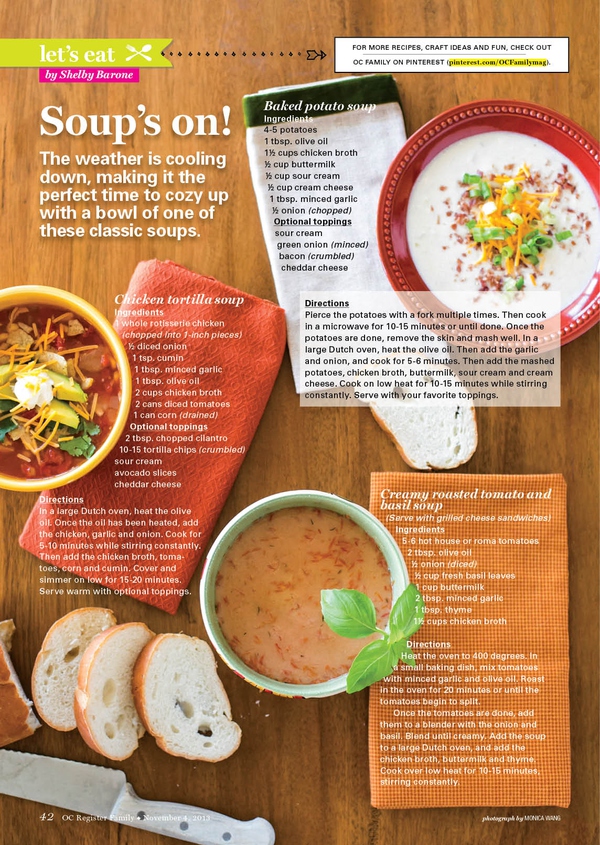 let's eat
by Shelby Barone
FOR MORE RECIPES, CRAFT IDEAS AND FUN, CHECK OUT
OC FAMILY ON PINTEREST (pinterest.com/OCFamilymag).
Soup's on!
The weather is cooling
down, making it the
perfect time to cozy up
with a bowl of one of
these classic soups.
Baked potato soup
Ingredients
4-5 potatoes
1 tbsp. olive oil
1½ cups chicken broth
½ cup buttermilk
½ cup sour cream
½ cup cream cheese
1 tbsp. minced garlic
½ onion (chopped)
Optional toppings
sour cream
green onion (minced)
bacon (crumbled)
cheddar cheese
Directions
Pierce the potatoes with a fork multiple times. Then cook
in a microwave for 10-15 minutes or until done. Once the
potatoes are done, remove the skin and mash well. In a
large Dutch oven, heat the olive oil. Then add the garlic
and onion, and cook for 5-6 minutes. Then add the mashed
potatoes, chicken broth, buttermilk, sour cream and cream
cheese. Cook on low heat for 10-15 minutes while stirring
constantly. Serve with your favorite toppings.
Chicken tortilla soup
Ingredients
1 whole rotisserie chicken
(chopped into 1-inch pieces)
½ diced onion
1 tsp. cumin
1 tbsp. minced garlic
1 tbsp. olive oil
2 cups chicken broth
2 cans diced tomatoes
1 can corn (drained)
Optional toppings
2 tbsp. chopped cilantro
10-15 tortilla chips (crumbled)
sour cream
avocado slices
cheddar cheese
Directions
In a large Dutch oven, heat the olive
oil. Once the oil has been heated, add
the chicken, garlic and onion. Cook for
5-10 minutes while stirring constantly.
Then add the chicken broth, toma-
toes, corn and cumin. Cover and
simmer on low for 15-20 minutes.
Serve warm with optional toppings.
Creamy roasted tomato and
basil soup
(Serve with grilled cheese sandwiches)
Ingredients
5-6 hot house or roma tomatoes
2 tbsp. olive oil
½ onion (diced)
½ cup fresh basil leaves
1 cup buttermilk
2 tbsp. minced garlic
1 tbsp. thyme
1½ cups chicken broth
Directions
Heat the oven to 400 degrees. In
a small baking dish, mix tomatoes
with minced garlic and olive oil. Roast
in the oven for 20 minutes or until the
tomatoes begin to split.
Once the tomatoes are done, add
them to a blender with the onion and
basil. Blend until creamy. Add the soup
to a large Dutch oven, and add the
chicken broth, buttermilk and thyme.
Cook over low heat for 10-15 minutes,
stirring constantly.
42 OC Register Family November 4, 2013
photograph by MONICA WANG